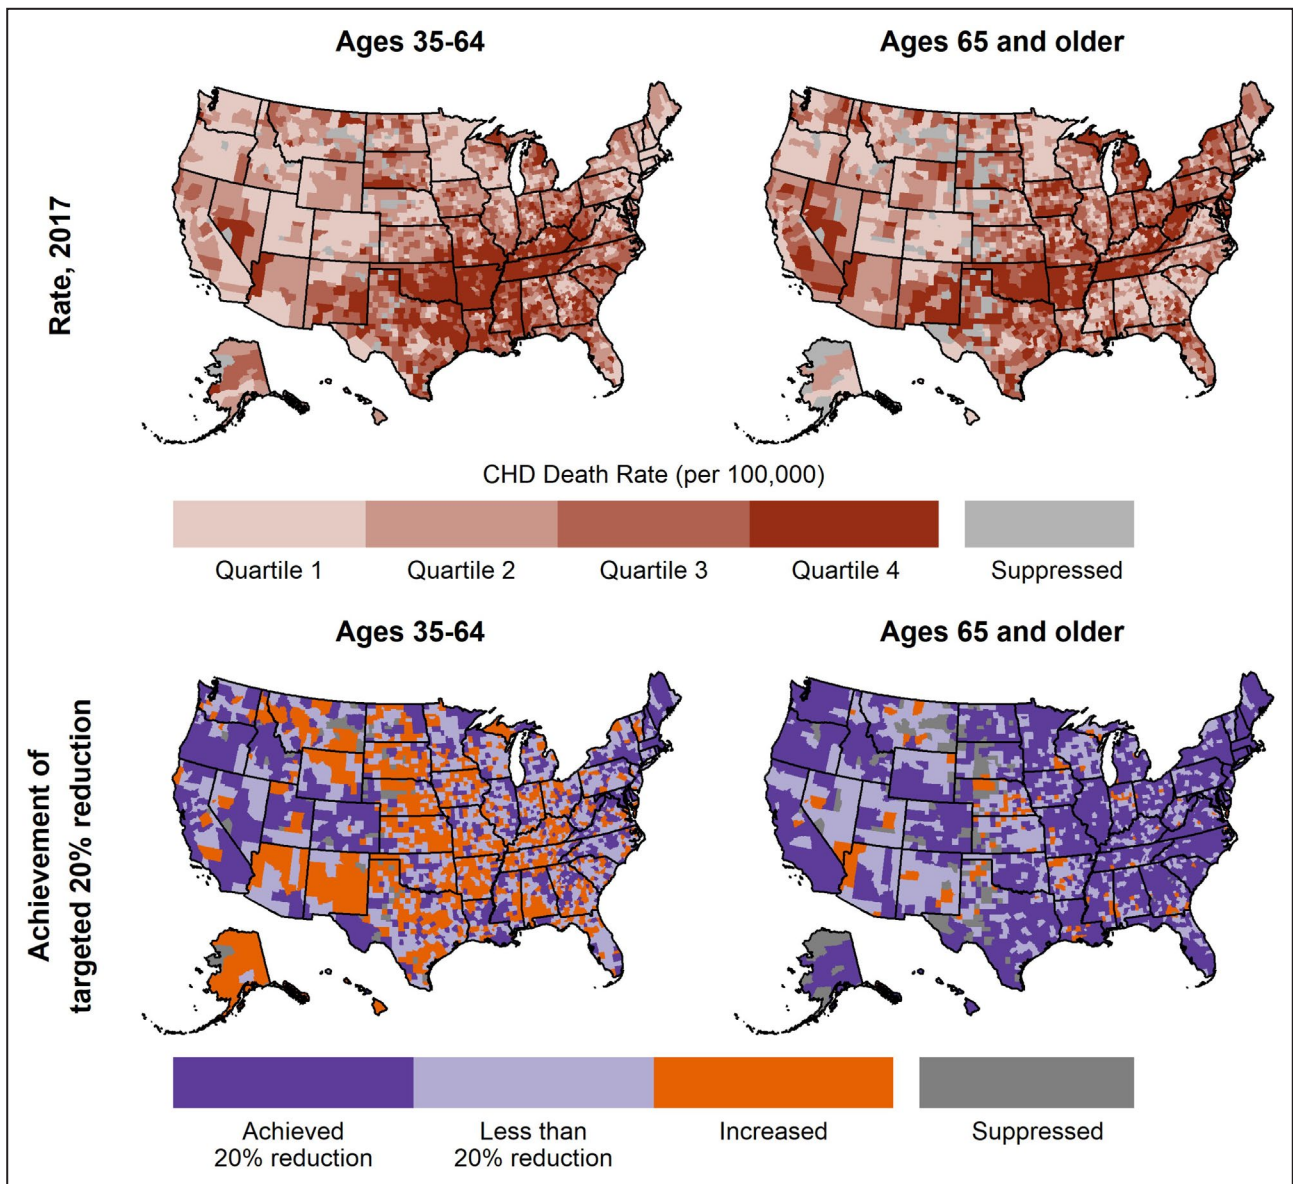 Ages 35-64
Ages 65 and older
Rate, 2017
CHD Death Rate (per 100,000)
Quartile 1
Quartile 2
Quartile 3
Quartile 4
Suppressed
Ages 35-64
Ages 65 and older
Achievement of
targeted 20% reduction
Achieved
20% reduction
Less than
20% reduction
Increased
Suppressed